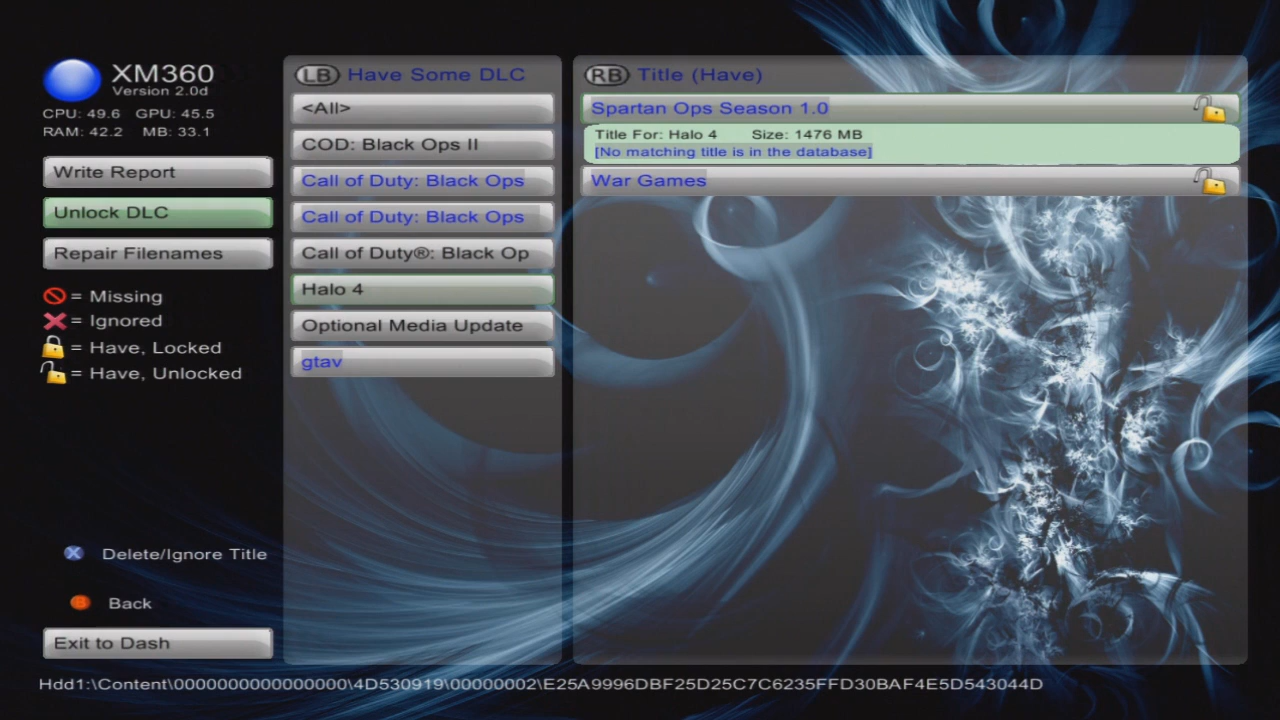 XM360
Version 2.0d
CPU: 49.6 GPU: 45.5
RAM: 42.2 MB: 33.1
Write Report
Unlock DLC
Repair Filenames
= Missing
= Ignored
= Have, Locked
= Have, Unlocked
X Delete/Ignore Title
B Back
Exit to Dash
LB Have Some DLC
<All>
COD: Black Ops II
Call of Duty: Black Ops
Call of Duty: Black Ops
Call of Duty®: Black Op
Halo 4
Optional Media Update
gtav
RB Title (Have)
Spartan Ops Season 1.0
Title For: Halo 4 Size: 1476 MB
[No matching title is in the database]
War Games
Hdd1:\Content\0000000000000000\4D530919\00000002\E25A9996DBF25D25C7C6235FFD30BAF4E5D543044D